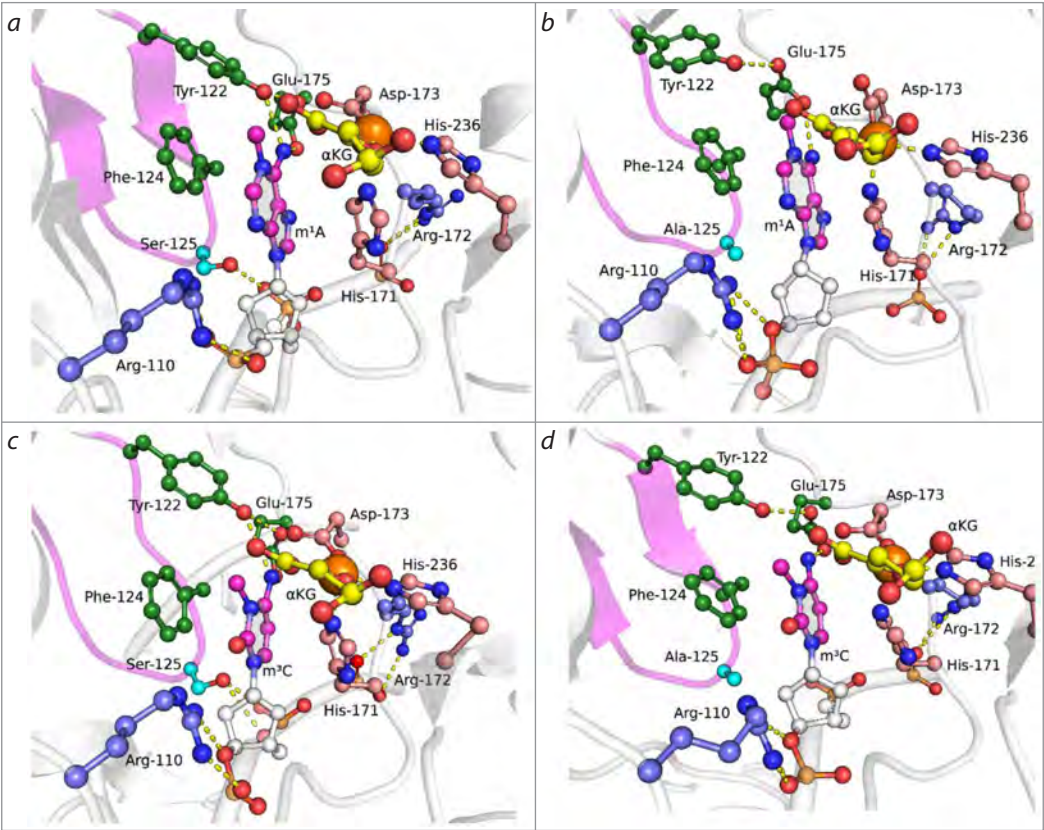 a
Tyr-122
Glu-175
Asp-173
αKG
His-236
Phe-124
m¹A
Arg-172
Ser-125
His-171
Arg-110
b
Glu-175
Tyr-122
Asp-173
αKG
His-236
Phe-124
Ala-125
m¹A
Arg-172
Arg-110
His-171
c
Tyr-122
Glu-175
Asp-173
His-236
αKG
Phe-124
Ser-125
m³C
Arg-172
His-171
Arg-110
d
Tyr-122
Glu-175
Asp-173
αKG
His-2
Phe-124
Arg-172
Ala-125
m³C
His-171
Arg-110